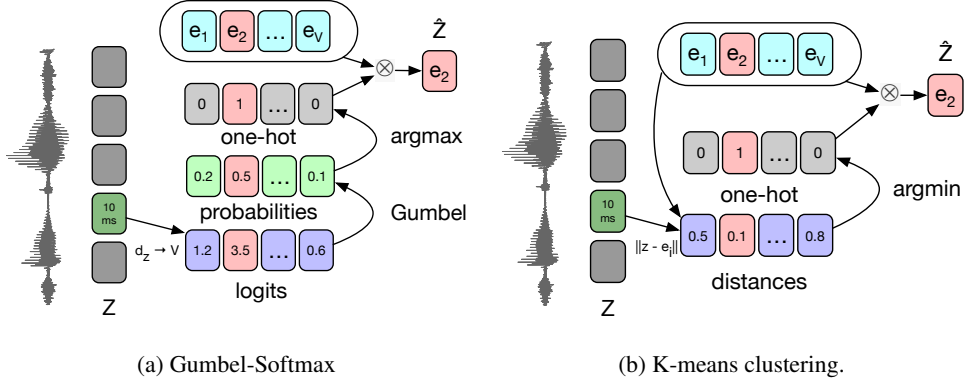 e1 e2 ... eV
Ẑ
e2
0 1 ... 0
one-hot
argmax
0.2 0.5 ... 0.1
probabilities
Gumbel
10 ms
dz → V
1.2 3.5 ... 0.6
logits
Z
(a) Gumbel-Softmax
e1 e2 ... eV
Ẑ
e2
0 1 ... 0
one-hot
argmin
10 ms
||z - ei||
0.5 0.1 ... 0.8
distances
Z
(b) K-means clustering.